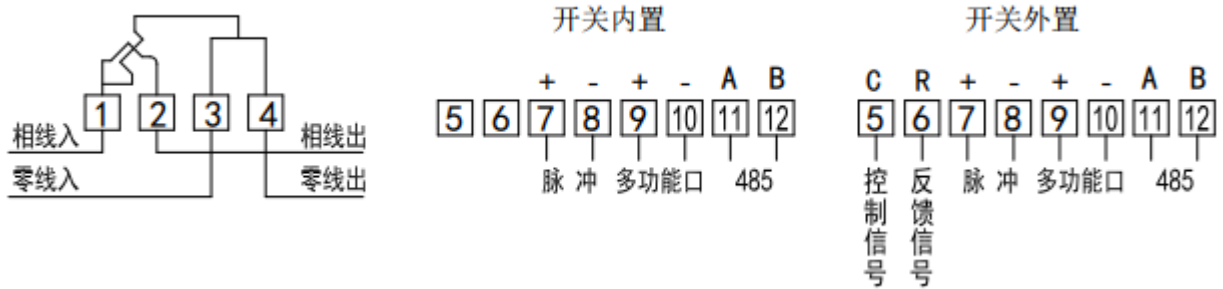 开关内置 开关外置
+ - + - A B C R + - + - A B
1 2 3 4 5 6 7 8 9 10 11 12 5 6 7 8 9 10 11 12
相线入 相线出
零线入 零线出
脉冲 多功能口 485
控制信号 反馈信号 脉冲 多功能口 485